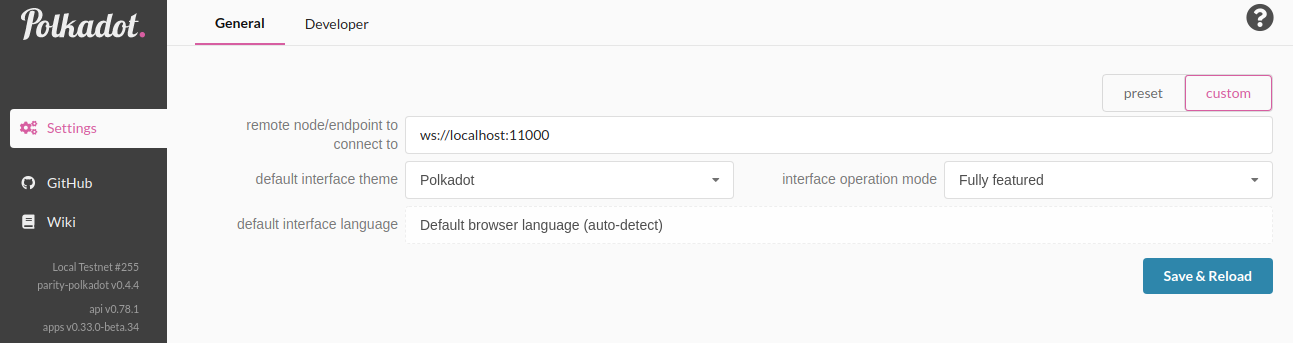 Polkadot.
General
Developer
?
Settings
GitHub
Wiki
Local Testnet #255
parity-polkadot v0.4.4
api v0.78.1
apps v0.33.0-beta.34
preset
custom
remote node/endpoint to
connect to
ws://localhost:11000
default interface theme
Polkadot
interface operation mode
Fully featured
default interface language
Default browser language (auto-detect)
Save & Reload